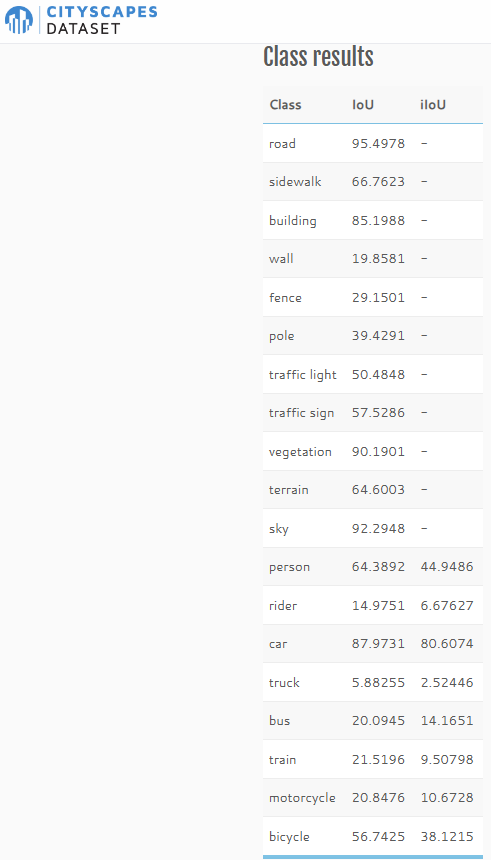 CITYSCAPES
DATASET
Class results
Class IoU iIoU
road 95.4978 -
sidewalk 66.7623 -
building 85.1988 -
wall 19.8581 -
fence 29.1501 -
pole 39.4291 -
traffic light 50.4848 -
traffic sign 57.5286 -
vegetation 90.1901 -
terrain 64.6003 -
sky 92.2948 -
person 64.3892 44.9486
rider 14.9751 6.67627
car 87.9731 80.6074
truck 5.88255 2.52446
bus 20.0945 14.1651
train 21.5196 9.50798
motorcycle 20.8476 10.6728
bicycle 56.7425 38.1215